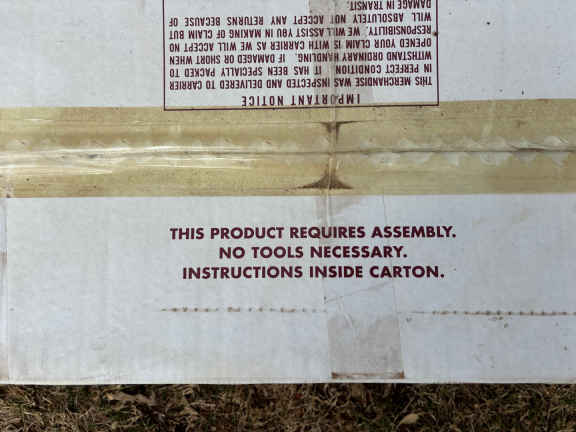 IMPORTANT NOTICE
THIS MERCHANDISE WAS INSPECTED AND DELIVERED TO CARRIER
IN PERFECT CONDITION. IT HAS BEEN SPECIALLY PACKED TO
WITHSTAND ORDINARY HANDLING. IF DAMAGED OR SHORT WHEN
OPENED YOUR CLAIM IS WITH CARRIER AS WE WILL ACCEPT NO
RESPONSIBILITY. WE WILL ASSIST YOU IN MAKING OF CLAIM BUT
WILL ABSOLUTELY NOT ACCEPT ANY RETURNS BECAUSE OF
DAMAGE IN TRANSIT.
THIS PRODUCT REQUIRES ASSEMBLY.
NO TOOLS NECESSARY.
INSTRUCTIONS INSIDE CARTON.